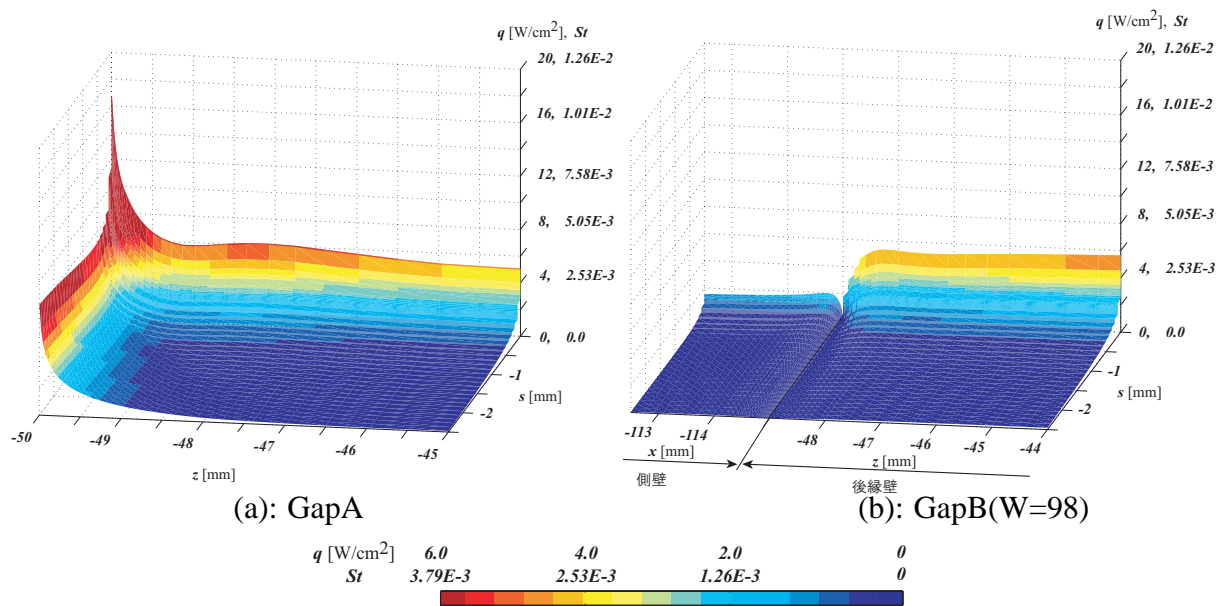 q [W/cm2], St
20, 1.26E-2
16, 1.01E-2
12, 7.58E-3
8, 5.05E-3
4, 2.53E-3
0, 0.0
-1
-2
s [mm]
-50
-49
-48
-47
-46
-45
z [mm]
(a): GapA
q [W/cm2], St
20, 1.26E-2
16, 1.01E-2
12, 7.58E-3
8, 5.05E-3
4, 2.53E-3
0, 0.0
-1
-2
s [mm]
-113
-114
-48
-47
-46
-45
-44
x [mm]
z [mm]
側壁
後縁壁
(b): GapB(W=98)
q [W/cm2] 6.0 4.0 2.0 0
St 3.79E-3 2.53E-3 1.26E-3 0